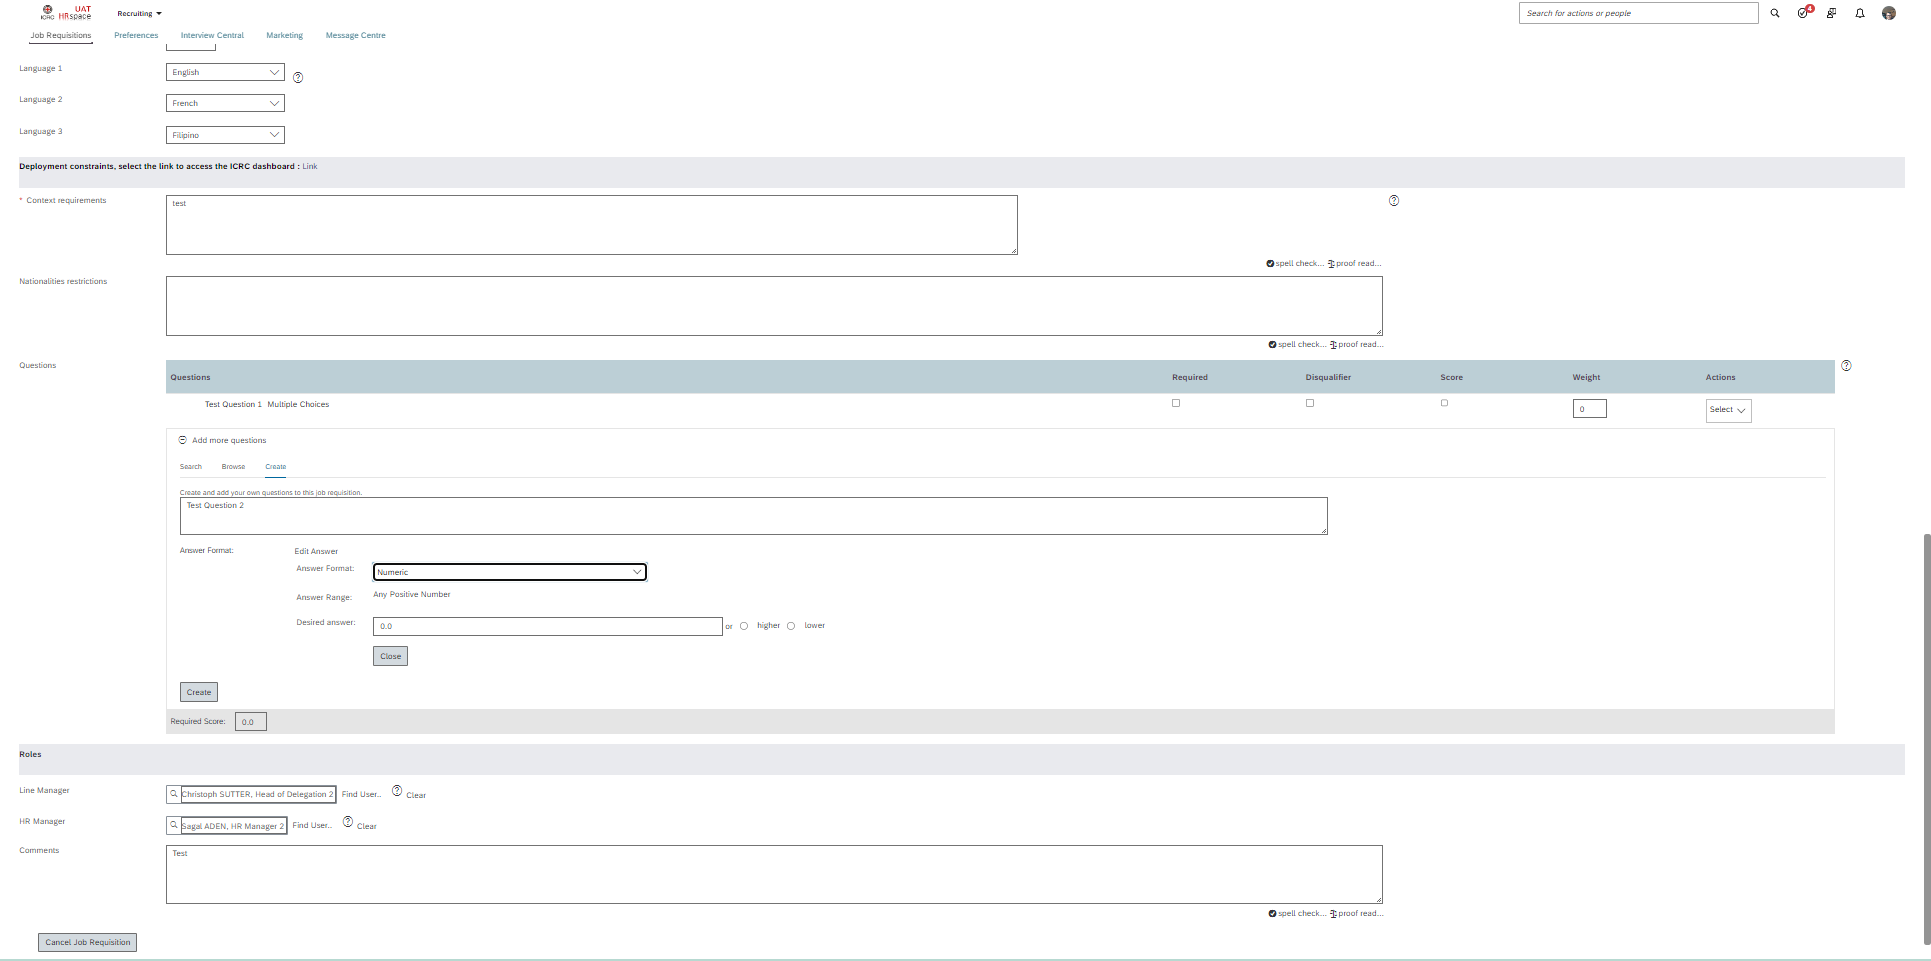 ICRC UAT HRspace Recruiting Search for actions or people 4
Job Requisitions Preferences Interview Central Marketing Message Centre
Language 1 English
Language 2 French
Language 3 Filipino
Deployment constraints, select the link to access the ICRC dashboard : Link
* Context requirements test
spell check... proof read...
Nationalities restrictions
spell check... proof read...
Questions
Questions Required Disqualifier Score Weight Actions
Test Question 1 Multiple Choices 0 Select
Add more questions
Search Browse Create
Create and add your own questions to this job requisition.
Test Question 2
Answer Format: Edit Answer
Answer Format: Numeric
Answer Range: Any Positive Number
Desired answer: 0.0 or higher lower
Close
Create
Required Score: 0.0
Roles
Line Manager Christoph SUTTER, Head of Delegation 2 Find User.. Clear
HR Manager Sagal ADEN, HR Manager 2 Find User.. Clear
Comments Test
spell check... proof read...
Cancel Job Requisition